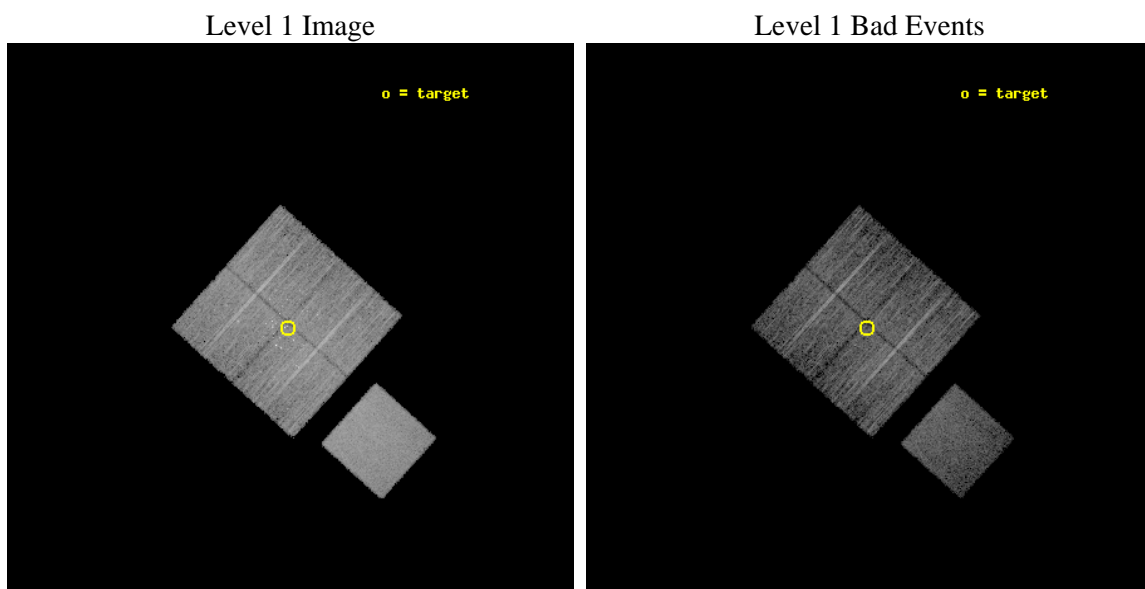 Level 1 Image
Level 1 Bad Events
o = target
o = target